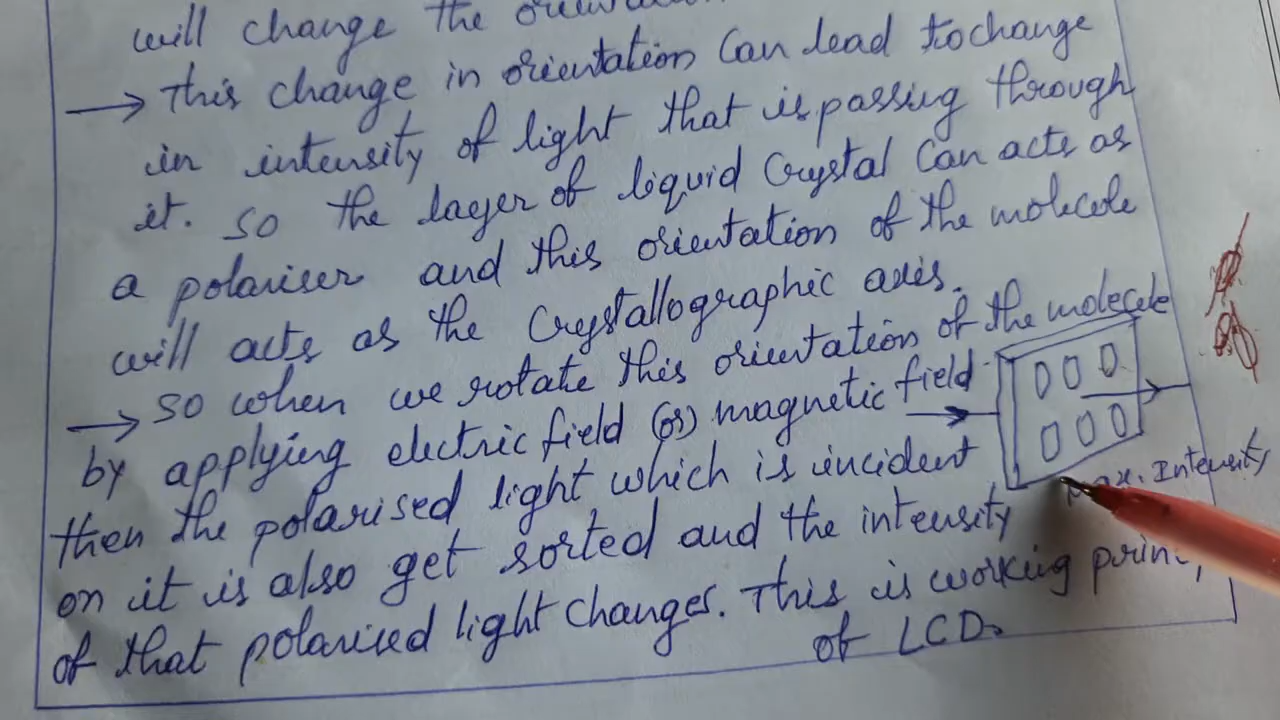 will change the
→ This change in orientation can lead to change
in intensity of light that is passing through
it. so the layer of liquid Crystal Can acts as
a polariser and this orientation of the molecule
will acts as the Crystallographic axis.
→ so when we rotate this orientation of the molecule
by applying electric field (or) magnetic field
then the polarised light which is incident
on it is also get sorted and the intensity
Max. Intensity
of that polarised light changes. This is working
of LCD.